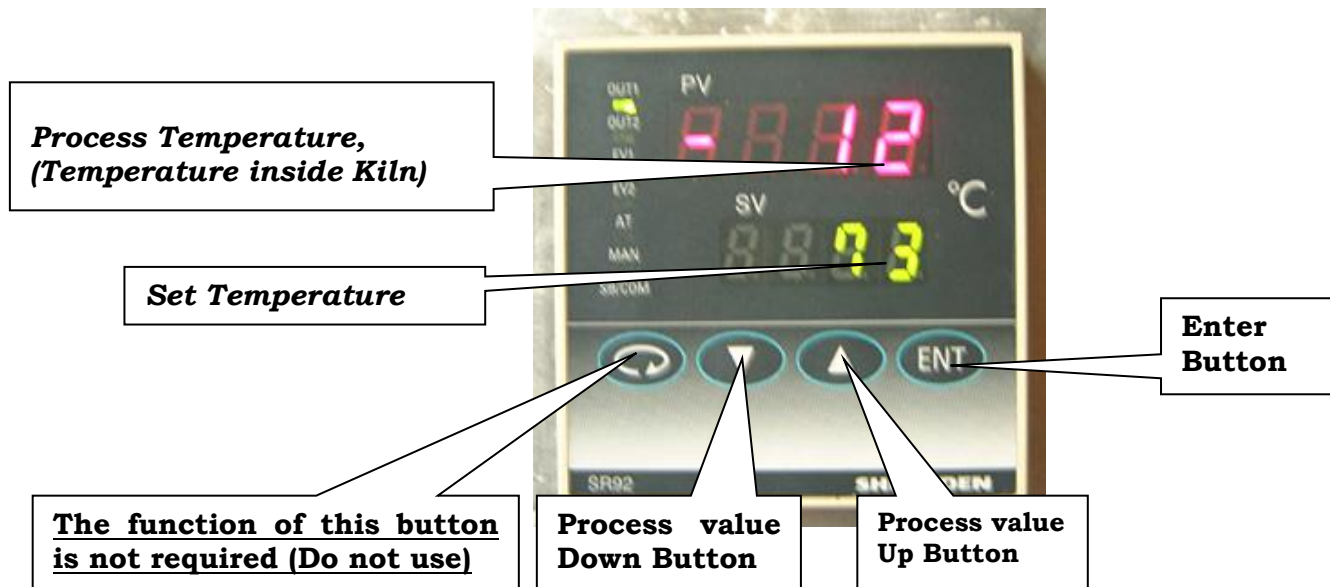 Process Temperature,
(Temperature inside Kiln)
Set Temperature
OUT1
OUT2
EV1
EV2
AT
MAN
SB/COM
PV
- 12
°C
SV
73
ENT
Enter
Button
SR92
The function of this button
is not required (Do not use)
Process value
Down Button
Process value
Up Button